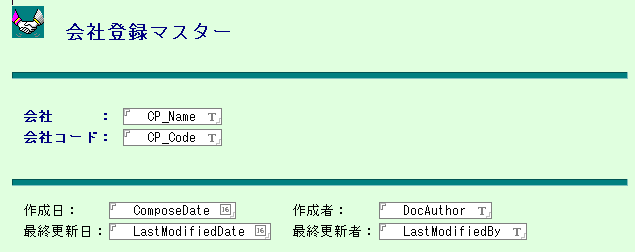 会社登録マスター
会社 : CP_Name T
会社コード: CP_Code T
作成日: ComposeDate 16 作成者: DocAuthor T
最終更新日: LastModifiedDate 16 最終更新者: LastModifiedBy T